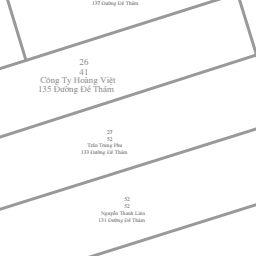 137 Đường Đề Thám
26
41
Công Ty Hoàng Việt
135 Đường Đề Thám
27
52
Trần Trung Phu
133 Đường Đề Thám
52
52
Nguyễn Thanh Liên
131 Đường Đề Thám